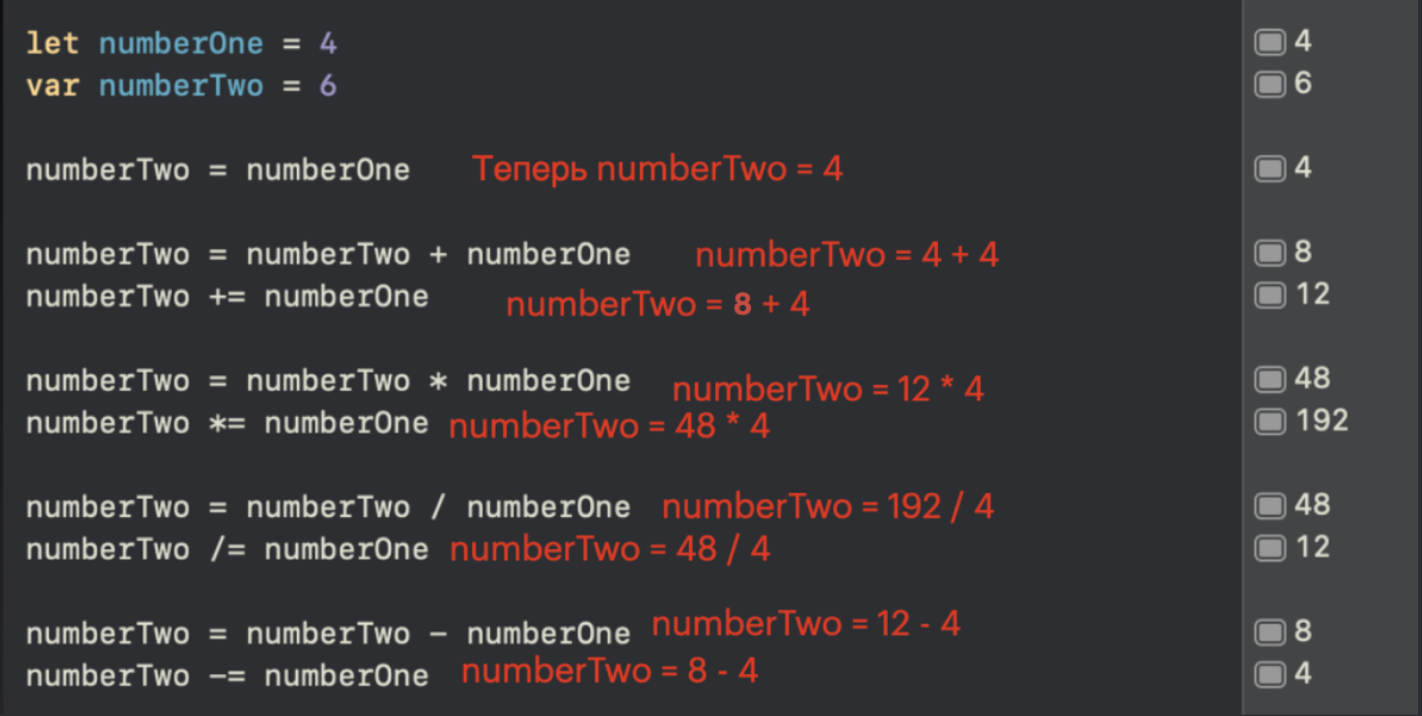 let numberOne = 4 4
var numberTwo = 6 6
numberTwo = numberOne Теперь numberTwo = 4 4
numberTwo = numberTwo + numberOne numberTwo = 4 + 4 8
numberTwo += numberOne numberTwo = 8 + 4 12
numberTwo = numberTwo * numberOne numberTwo = 12 * 4 48
numberTwo *= numberOne numberTwo = 48 * 4 192
numberTwo = numberTwo / numberOne numberTwo = 192 / 4 48
numberTwo /= numberOne numberTwo = 48 / 4 12
numberTwo = numberTwo - numberOne numberTwo = 12 - 4 8
numberTwo -= numberOne numberTwo = 8 - 4 4